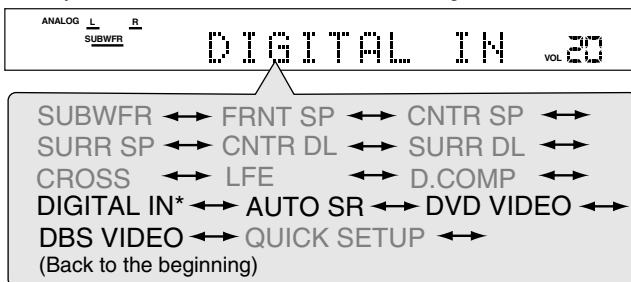 ANALOG L R
SUBWFR
DIGITAL IN VOL 20
SUBWFR ↔ FRNT SP ↔ CNTR SP ↔
SURR SP ↔ CNTR DL ↔ SURR DL ↔
CROSS ↔ LFE ↔ D.COMP ↔
DIGITAL IN* ↔ AUTO SR ↔ DVD VIDEO ↔
DBS VIDEO ↔ QUICK SETUP ↔
(Back to the beginning)